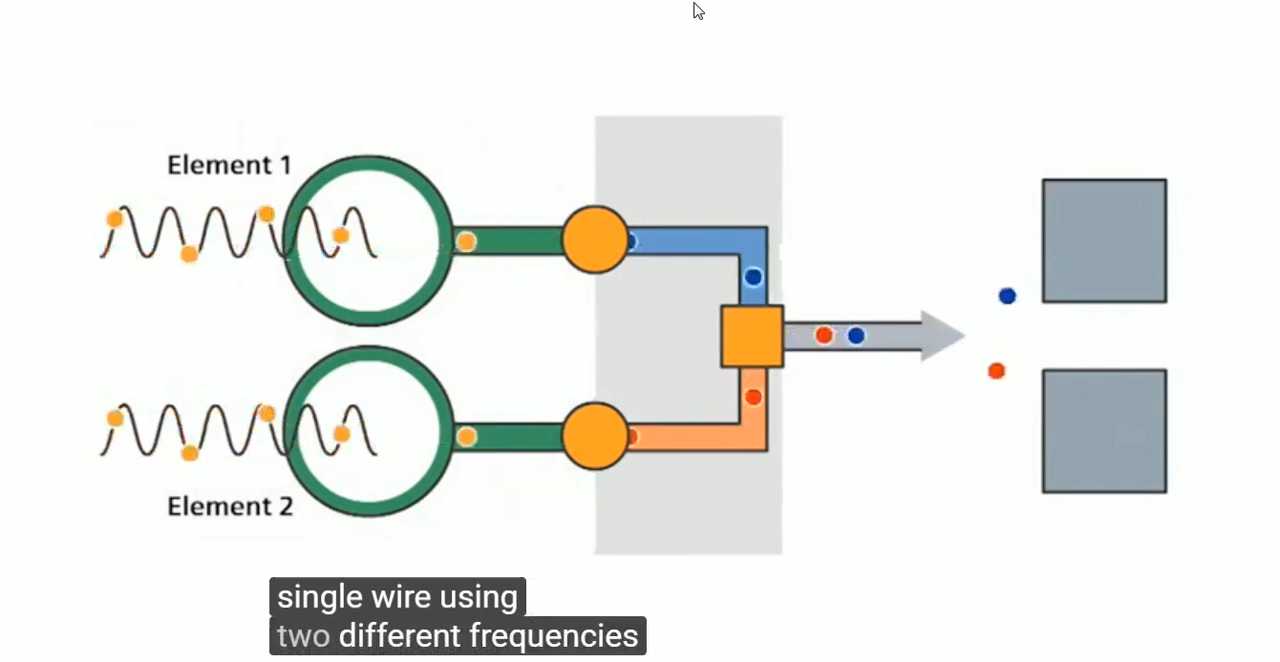 Element 1
Element 2
single wire using
two different frequencies